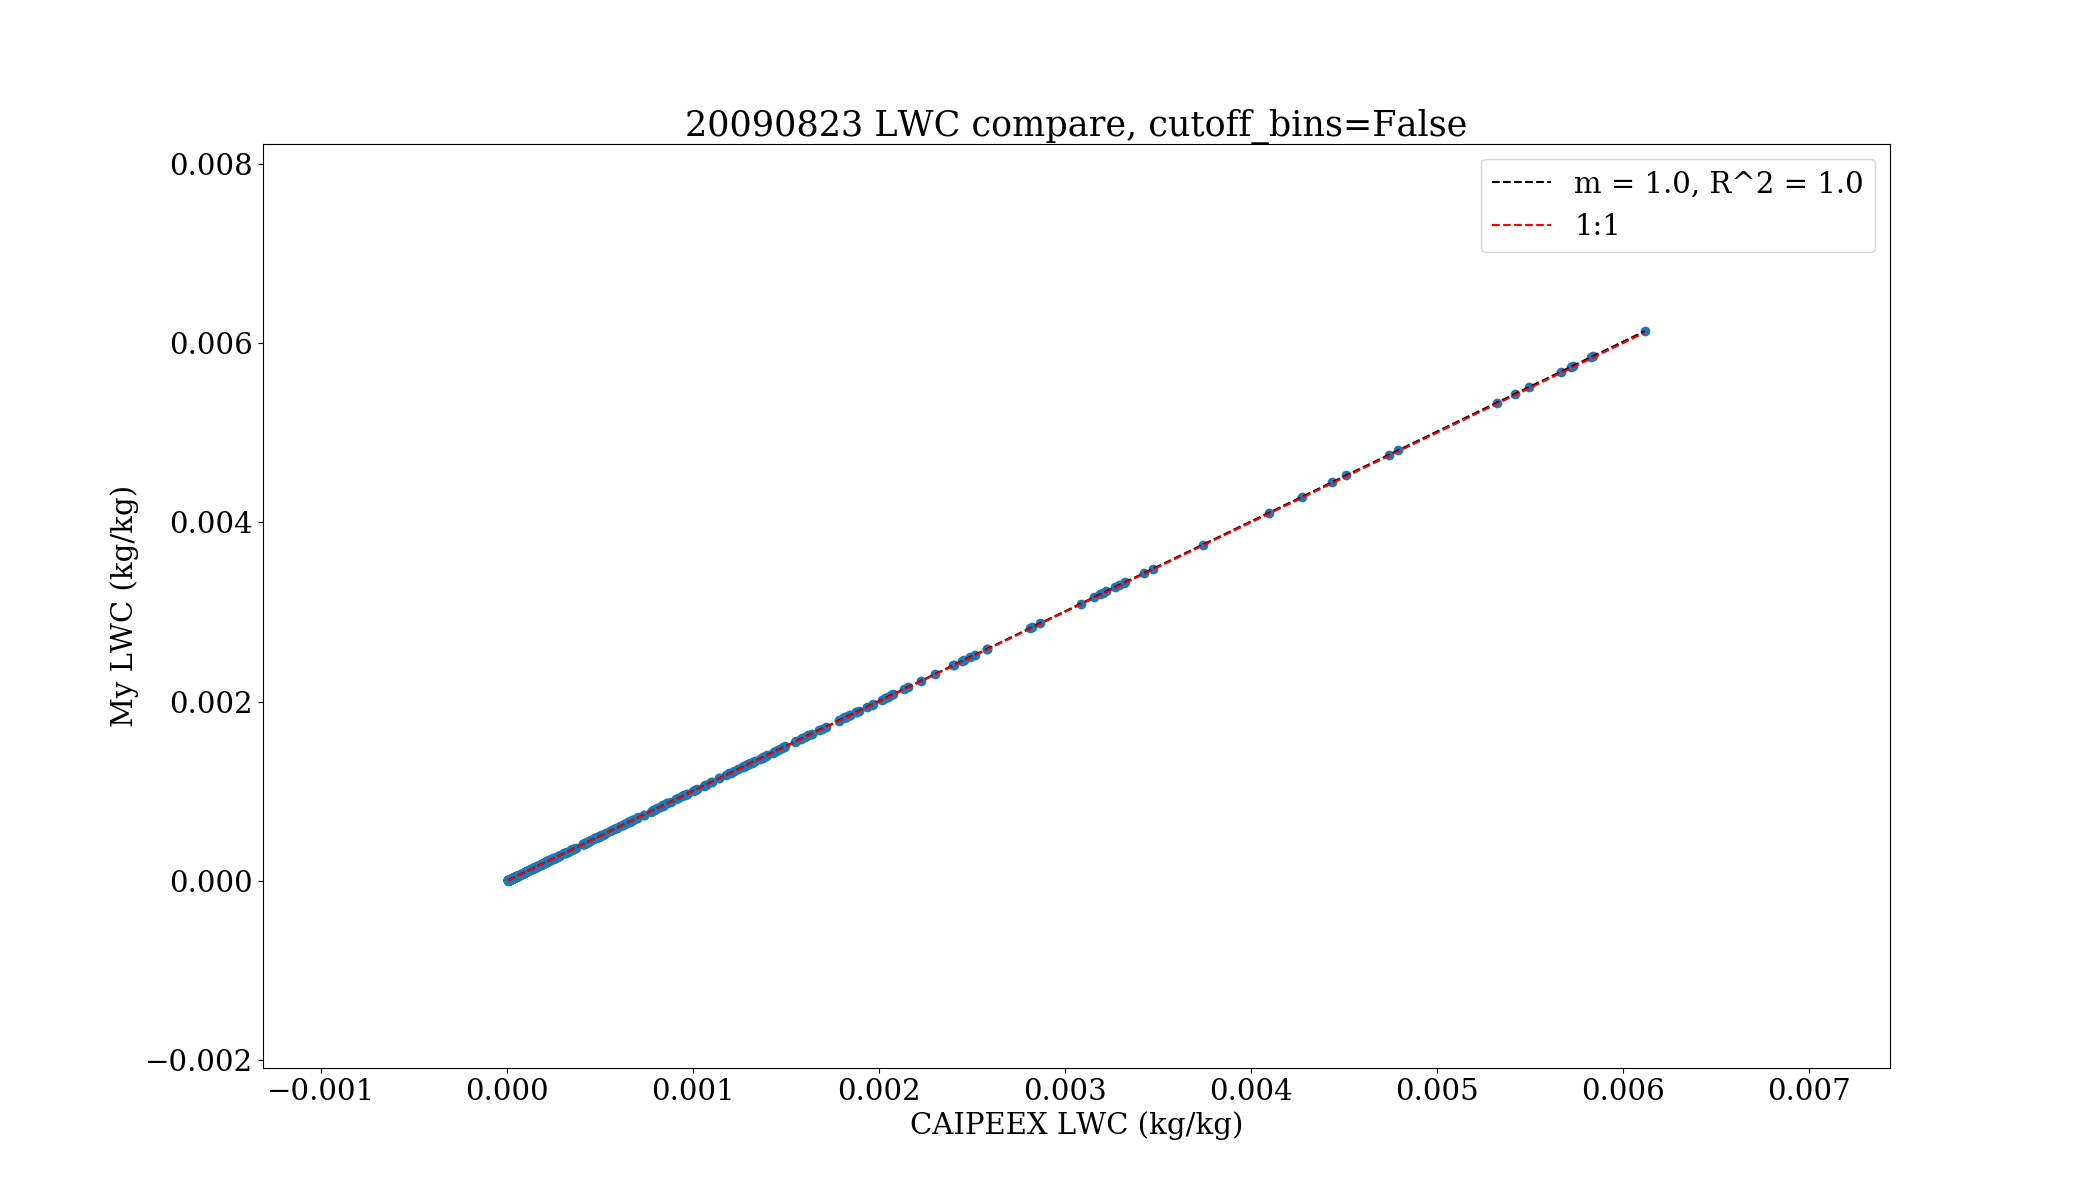 20090823 LWC compare, cutoff_bins=False
m = 1.0, R^2 = 1.0
1:1
My LWC (kg/kg)
0.008
0.006
0.004
0.002
0.000
−0.002
−0.001 0.000 0.001 0.002 0.003 0.004 0.005 0.006 0.007
CAIPEEX LWC (kg/kg)